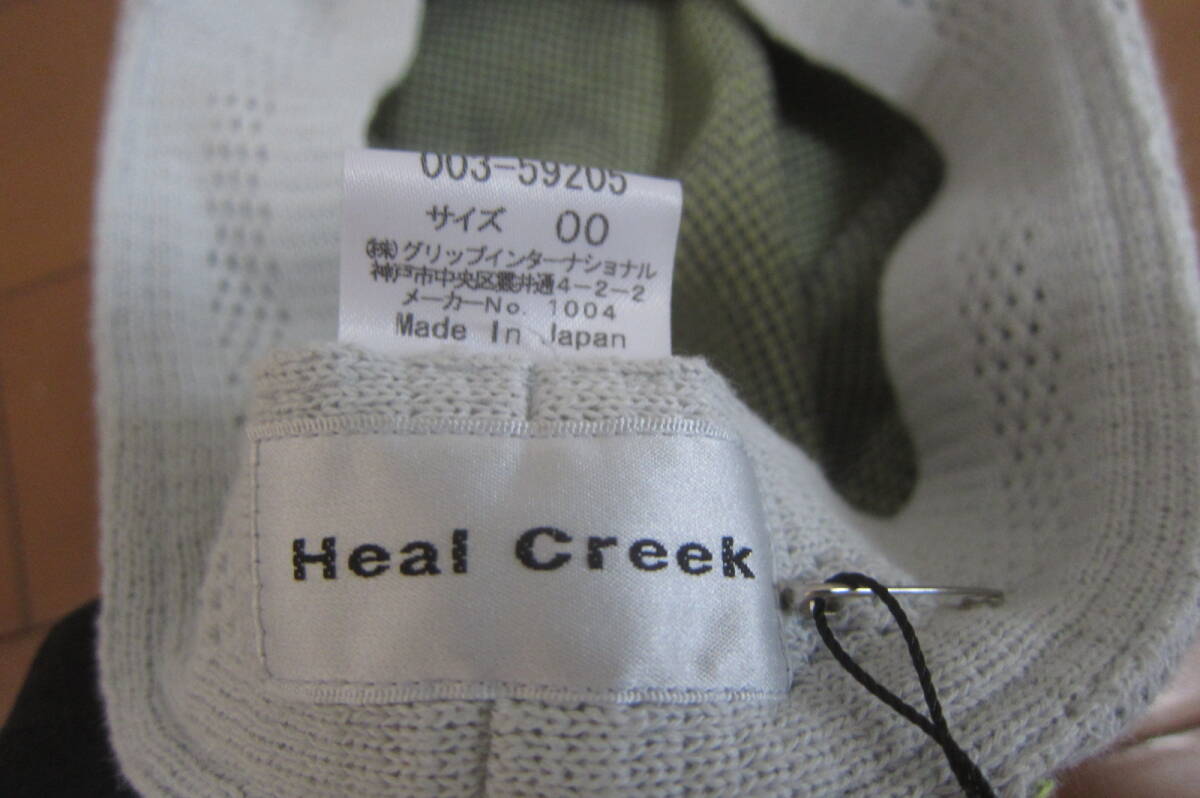 003-59205
サイズ 00
(株)グリップインターナショナル
神戸市中央区雲井通4-2-2
メーカーNo. 1004
Made In Japan
Heal Creek